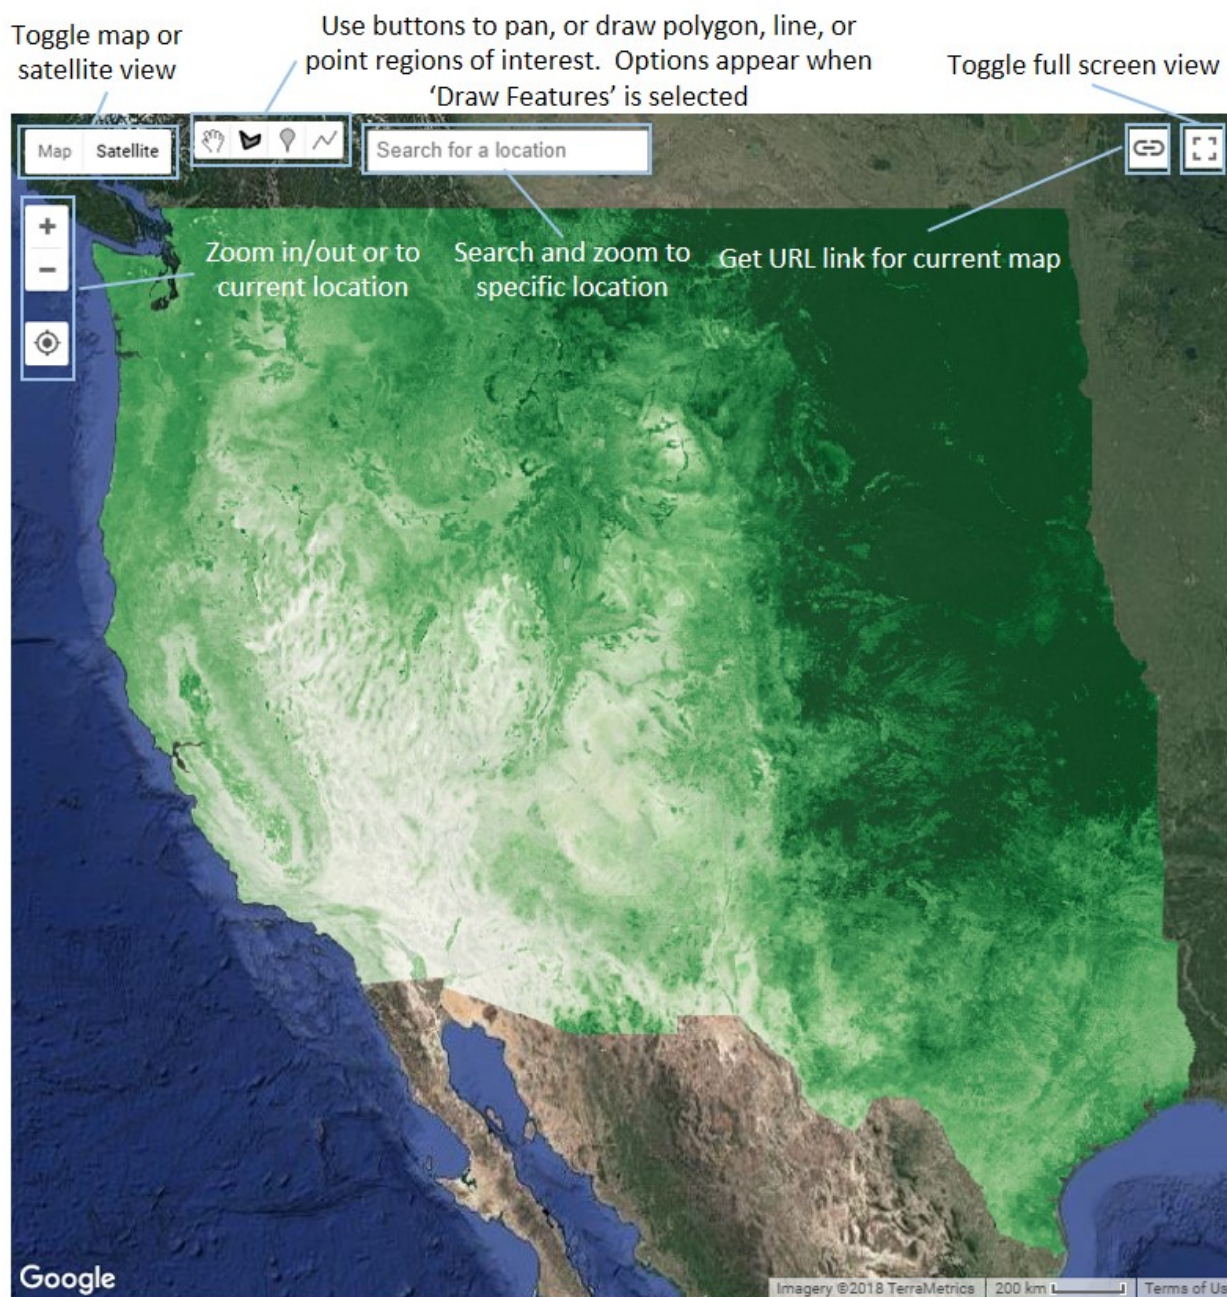 Toggle map or
satellite view
Use buttons to pan, or draw polygon, line, or
point regions of interest.  Options appear when
‘Draw Features’ is selected
Toggle full screen view
Map
Satellite
Search for a location
Zoom in/out or to
current location
Search and zoom to
specific location
Get URL link for current map
Google
Imagery ©2018 TerraMetrics
200 km
Terms of Us